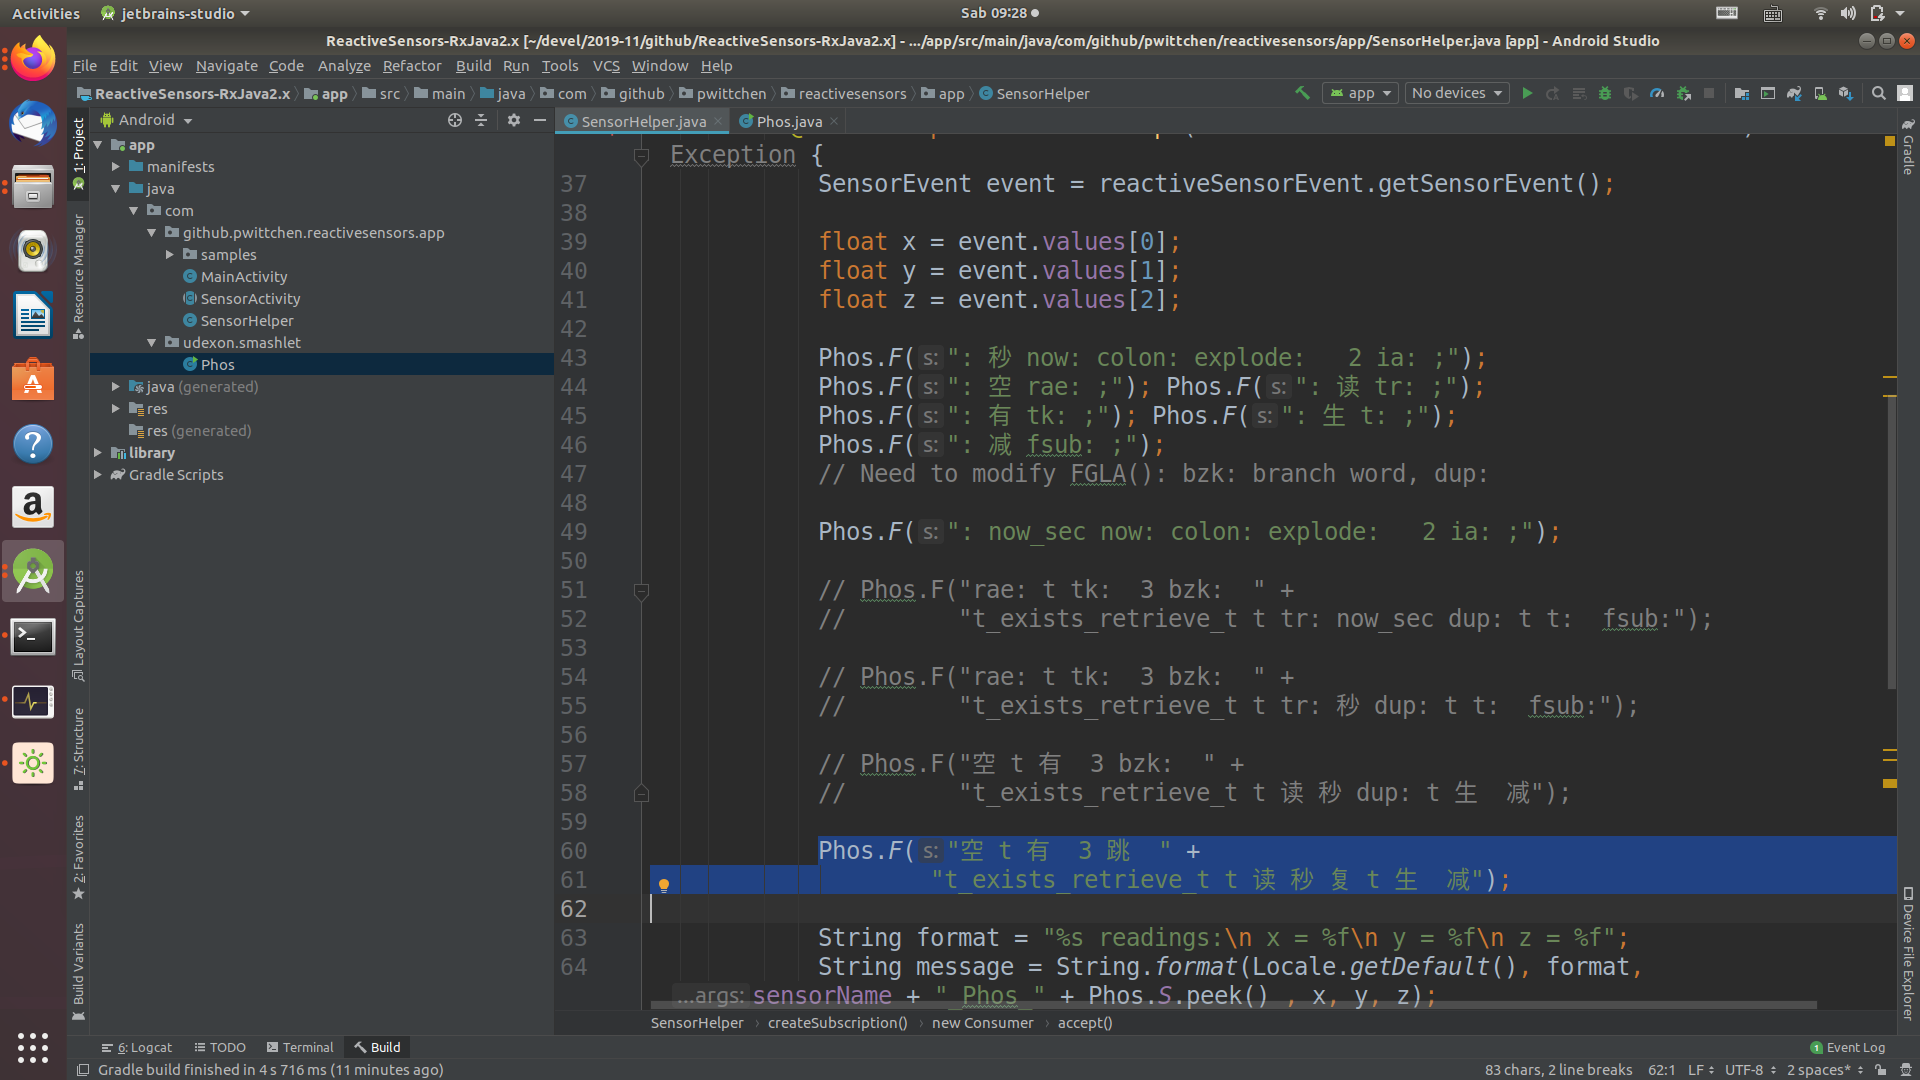 Activities jetbrains-studio Sab 09:28
ReactiveSensors-RxJava2.x [~/devel/2019-11/github/ReactiveSensors-RxJava2.x] - .../app/src/main/java/com/github/pwittchen/reactivesensors/app/SensorHelper.java [app] - Android Studio
File Edit View Navigate Code Analyze Refactor Build Run Tools VCS Window Help
ReactiveSensors-RxJava2.x app src main java com github pwittchen reactivesensors app SensorHelper app No devices
Android
SensorHelper.java Phos.java
1: Project
Resource Manager
Layout Captures
7: Structure
2: Favorites
Build Variants
app
manifests
java
com
github.pwittchen.reactivesensors.app
samples
MainActivity
SensorActivity
SensorHelper
udexon.smashlet
Phos
java (generated)
res
res (generated)
library
Gradle Scripts
Exception {
37 SensorEvent event = reactiveSensorEvent.getSensorEvent();
38
39 float x = event.values[0];
40 float y = event.values[1];
41 float z = event.values[2];
42
43 Phos.F( s: ": 秒 now: colon: explode:   2 ia: ;");
44 Phos.F( s: ": 空 rae: ;"); Phos.F( s: ": 读 tr: ;");
45 Phos.F( s: ": 有 tk: ;"); Phos.F( s: ": 生 t: ;");
46 Phos.F( s: ": 减 fsub: ;");
47 // Need to modify FGLA(): bzk: branch word, dup:
48
49 Phos.F( s: ": now_sec now: colon: explode:   2 ia: ;");
50
51 // Phos.F("rae: t tk:  3 bzk:  " +
52 //        "t_exists_retrieve_t t tr: now_sec dup: t t:  fsub:");
53
54 // Phos.F("rae: t tk:  3 bzk:  " +
55 //        "t_exists_retrieve_t t tr: 秒 dup: t t:  fsub:");
56
57 // Phos.F("空 t 有  3 bzk:  " +
58 //        "t_exists_retrieve_t t 读 秒 dup: t 生  减");
59
60 Phos.F( s: "空 t 有  3 跳  " +
61 "t_exists_retrieve_t t 读 秒 复 t 生  减");
62
63 String format = "%s readings:\n x = %f\n y = %f\n z = %f";
64 String message = String.format(Locale.getDefault(), format,
...args: sensorName + " Phos " + Phos.S.peek() , x, y, z);
SensorHelper › createSubscription() › new Consumer › accept()
Gradle
Device File Explorer
6: Logcat TODO Terminal Build 1 Event Log
Gradle build finished in 4 s 716 ms (11 minutes ago) 83 chars, 2 line breaks 62:1 LF UTF-8 2 spaces*